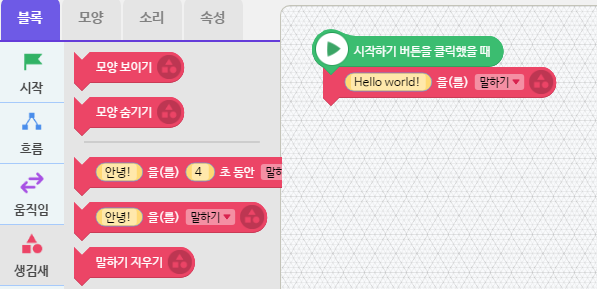 블록 모양 소리 속성
시작
흐름
움직임
생김새
모양 보이기
모양 숨기기
안녕! 을(를) 4 초 동안
안녕! 을(를) 말하기
말하기 지우기
시작하기 버튼을 클릭했을 때
Hello world! 을(를) 말하기